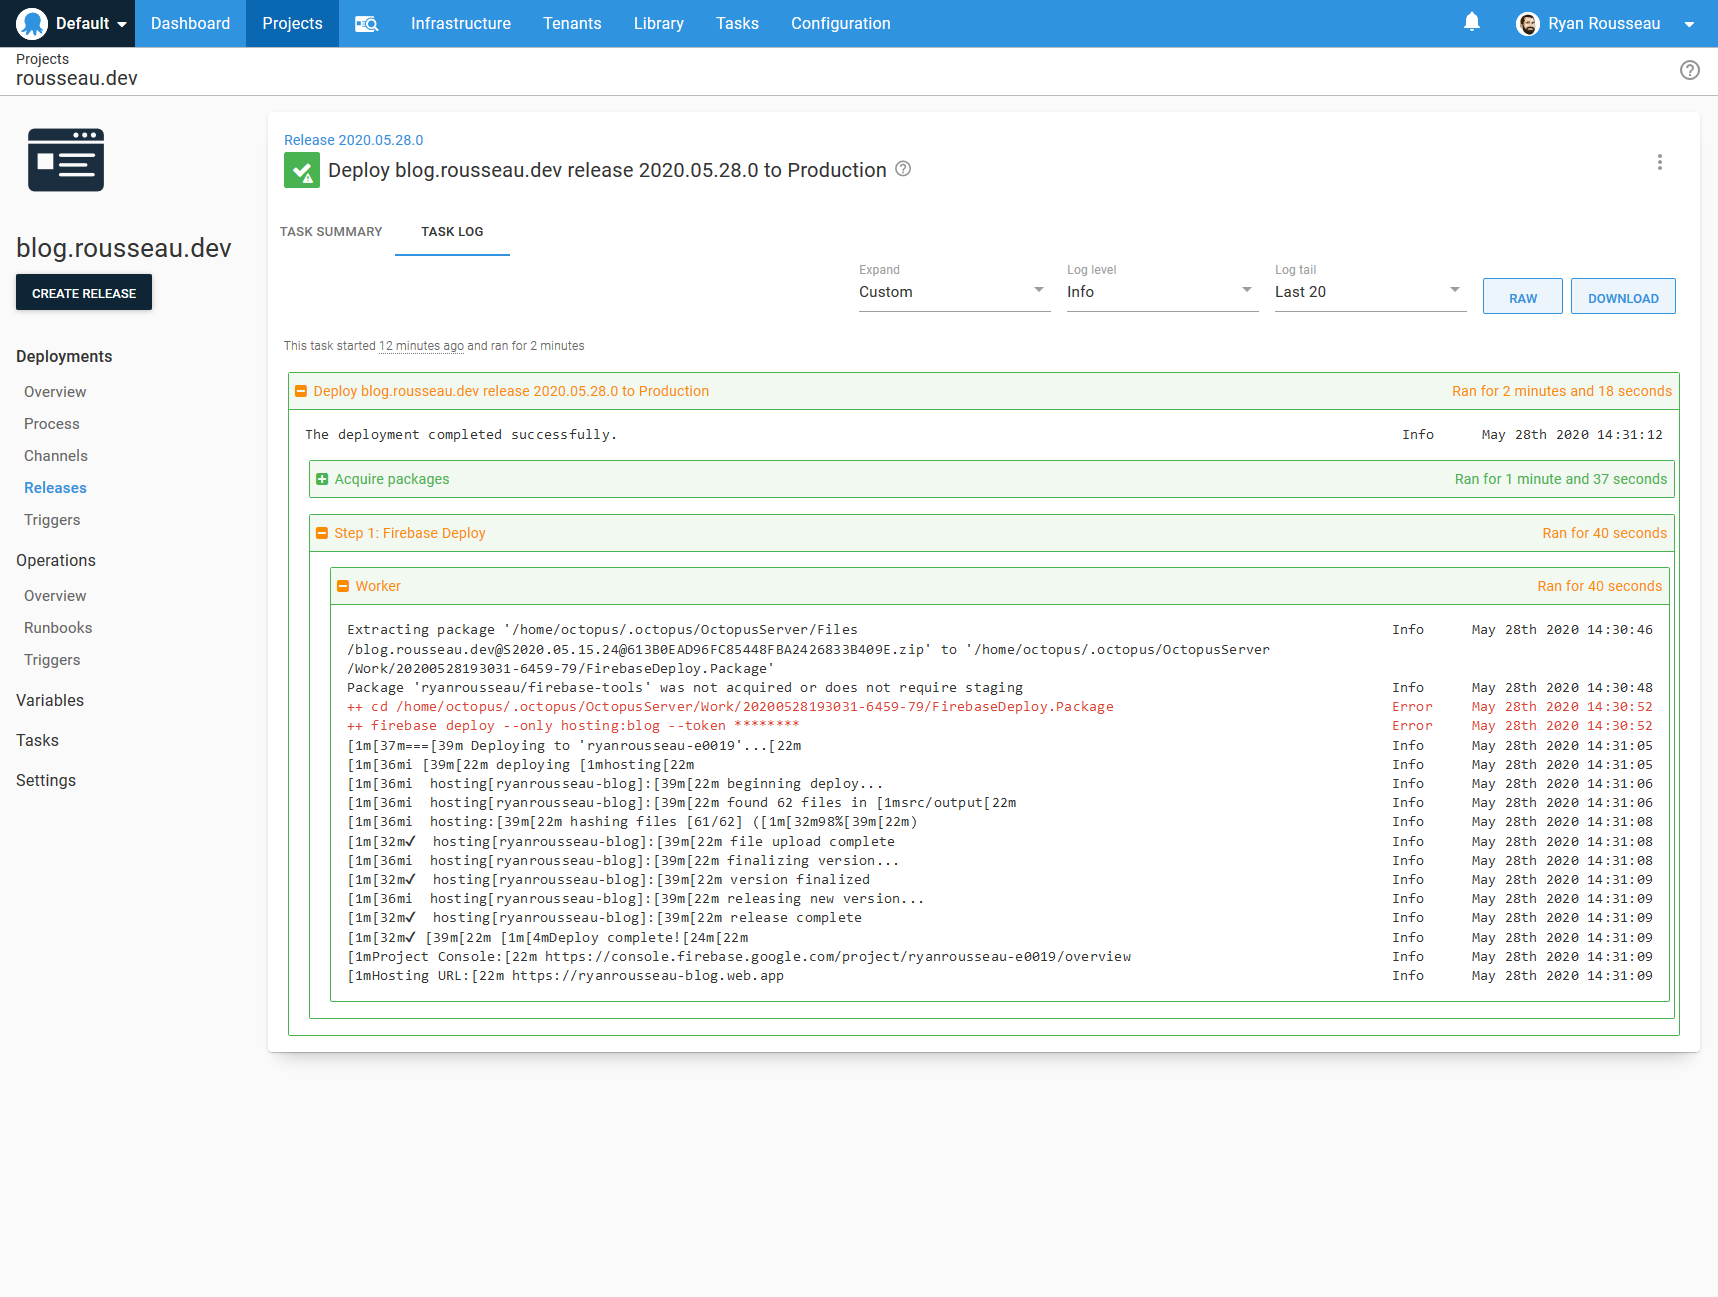 Default
Dashboard
Projects
Infrastructure
Tenants
Library
Tasks
Configuration
Ryan Rousseau
Projects
rousseau.dev
blog.rousseau.dev
CREATE RELEASE
Deployments
Overview
Process
Channels
Releases
Triggers
Operations
Overview
Runbooks
Triggers
Variables
Tasks
Settings
Release 2020.05.28.0
Deploy blog.rousseau.dev release 2020.05.28.0 to Production
TASK SUMMARY
TASK LOG
Expand
Custom
Log level
Info
Log tail
Last 20
RAW
DOWNLOAD
This task started 12 minutes ago and ran for 2 minutes
Deploy blog.rousseau.dev release 2020.05.28.0 to Production Ran for 2 minutes and 18 seconds
The deployment completed successfully. Info May 28th 2020 14:31:12
Acquire packages Ran for 1 minute and 37 seconds
Step 1: Firebase Deploy Ran for 40 seconds
Worker Ran for 40 seconds
Extracting package '/home/octopus/.octopus/OctopusServer/Files Info May 28th 2020 14:30:46
/blog.rousseau.dev@S2020.05.15.24@613B0EAD96FC85448FBA2426833B409E.zip' to '/home/octopus/.octopus/OctopusServer
/Work/20200528193031-6459-79/FirebaseDeploy.Package'
Package 'ryanrousseau/firebase-tools' was not acquired or does not require staging Info May 28th 2020 14:30:48
++ cd /home/octopus/.octopus/OctopusServer/Work/20200528193031-6459-79/FirebaseDeploy.Package Error May 28th 2020 14:30:52
++ firebase deploy --only hosting:blog --token ******** Error May 28th 2020 14:30:52
[1m[37m===[39m Deploying to 'ryanrousseau-e0019'...[22m Info May 28th 2020 14:31:05
[1m[36mi [39m[22m deploying [1mhosting[22m Info May 28th 2020 14:31:05
[1m[36mi  hosting[ryanrousseau-blog]:[39m[22m beginning deploy... Info May 28th 2020 14:31:06
[1m[36mi  hosting[ryanrousseau-blog]:[39m[22m found 62 files in [1msrc/output[22m Info May 28th 2020 14:31:06
[1m[36mi  hosting:[39m[22m hashing files [61/62] ([1m[32m98%[39m[22m) Info May 28th 2020 14:31:08
[1m[32m✔  hosting[ryanrousseau-blog]:[39m[22m file upload complete Info May 28th 2020 14:31:08
[1m[36mi  hosting[ryanrousseau-blog]:[39m[22m finalizing version... Info May 28th 2020 14:31:08
[1m[32m✔  hosting[ryanrousseau-blog]:[39m[22m version finalized Info May 28th 2020 14:31:09
[1m[36mi  hosting[ryanrousseau-blog]:[39m[22m releasing new version... Info May 28th 2020 14:31:09
[1m[32m✔  hosting[ryanrousseau-blog]:[39m[22m release complete Info May 28th 2020 14:31:09
[1m[32m✔ [39m[22m [1m[4mDeploy complete![24m[22m Info May 28th 2020 14:31:09
[1mProject Console:[22m https://console.firebase.google.com/project/ryanrousseau-e0019/overview Info May 28th 2020 14:31:09
[1mHosting URL:[22m https://ryanrousseau-blog.web.app Info May 28th 2020 14:31:09